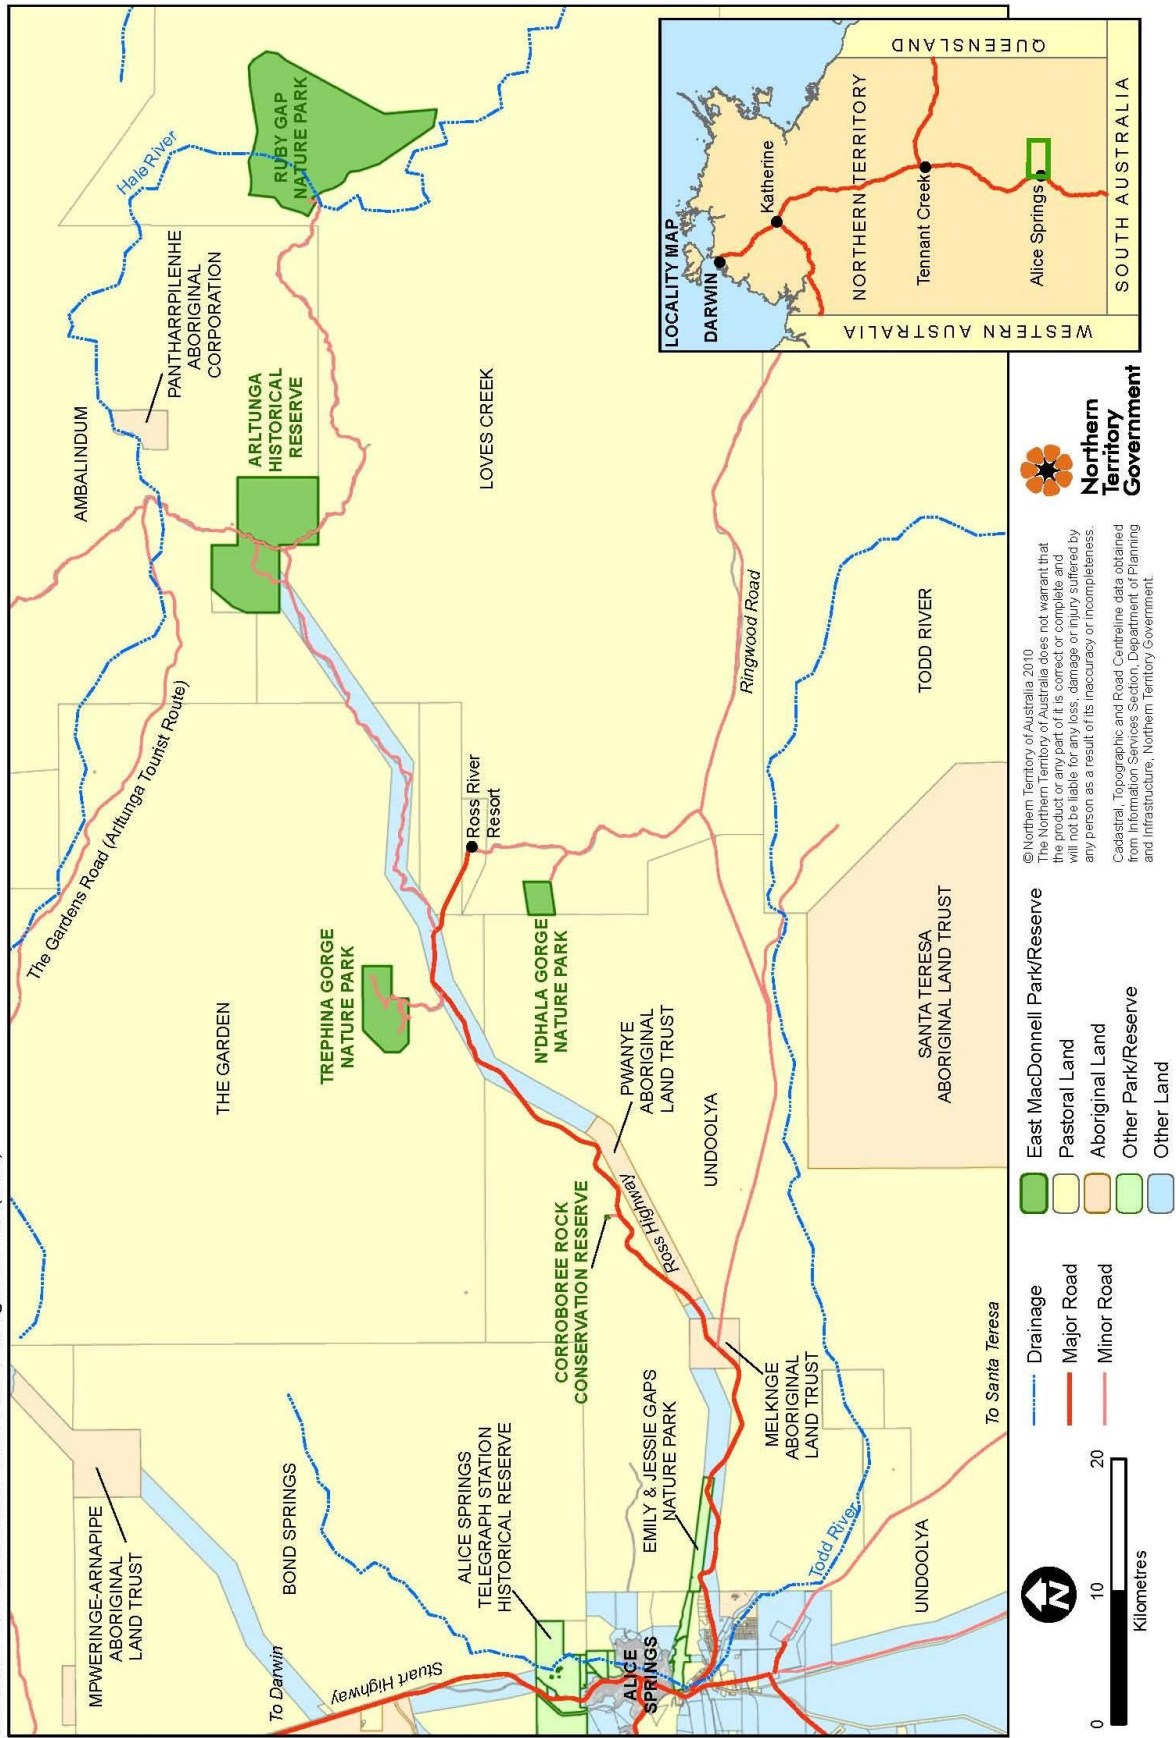 MPWERINGE-ARNAPIPE
ABORIGINAL
LAND TRUST
To Darwin
Stuart Highway
BOND SPRINGS
ALICE SPRINGS
TELEGRAPH STATION
HISTORICAL RESERVE
ALICE
SPRINGS
EMILY & JESSIE GAPS
NATURE PARK
Todd River
UNDOOLYA
MELKNGE
ABORIGINAL
LAND TRUST
To Santa Teresa
CORROBOREE ROCK
CONSERVATION RESERVE
Ross Highway
PWANYE
ABORIGINAL
LAND TRUST
UNDOOLYA
THE GARDEN
TREPHINA GORGE
NATURE PARK
N'DHALA GORGE
NATURE PARK
SANTA TERESA
ABORIGINAL LAND TRUST
The Gardens Road (Arltunga Tourist Route)
Ross River
Resort
Ringwood Road
TODD RIVER
AMBALINDUM
ARLTUNGA
HISTORICAL
RESERVE
LOVES CREEK
PANTHARRPILENHE
ABORIGINAL
CORPORATION
Hale River
RUBY GAP
NATURE PARK
LOCALITY MAP
DARWIN
Katherine
NORTHERN TERRITORY
Tennant Creek
Alice Springs
WESTERN AUSTRALIA
QUEENSLAND
SOUTH AUSTRALIA
N
0 10 20
Kilometres
Drainage
Major Road
Minor Road
East MacDonnell Park/Reserve
Pastoral Land
Aboriginal Land
Other Park/Reserve
Other Land
© Northern Territory of Australia 2010
The Northern Territory of Australia does not warrant that
the product or any part of it is correct or complete and
will not be liable for any loss, damage or injury suffered by
any person as a result of its inaccuracy or incompleteness.
Cadastral, Topographic and Road Centreline data obtained
from Information Services Section, Department of Planning
and Infrastructure, Northern Territory Government.
Northern
Territory
Government